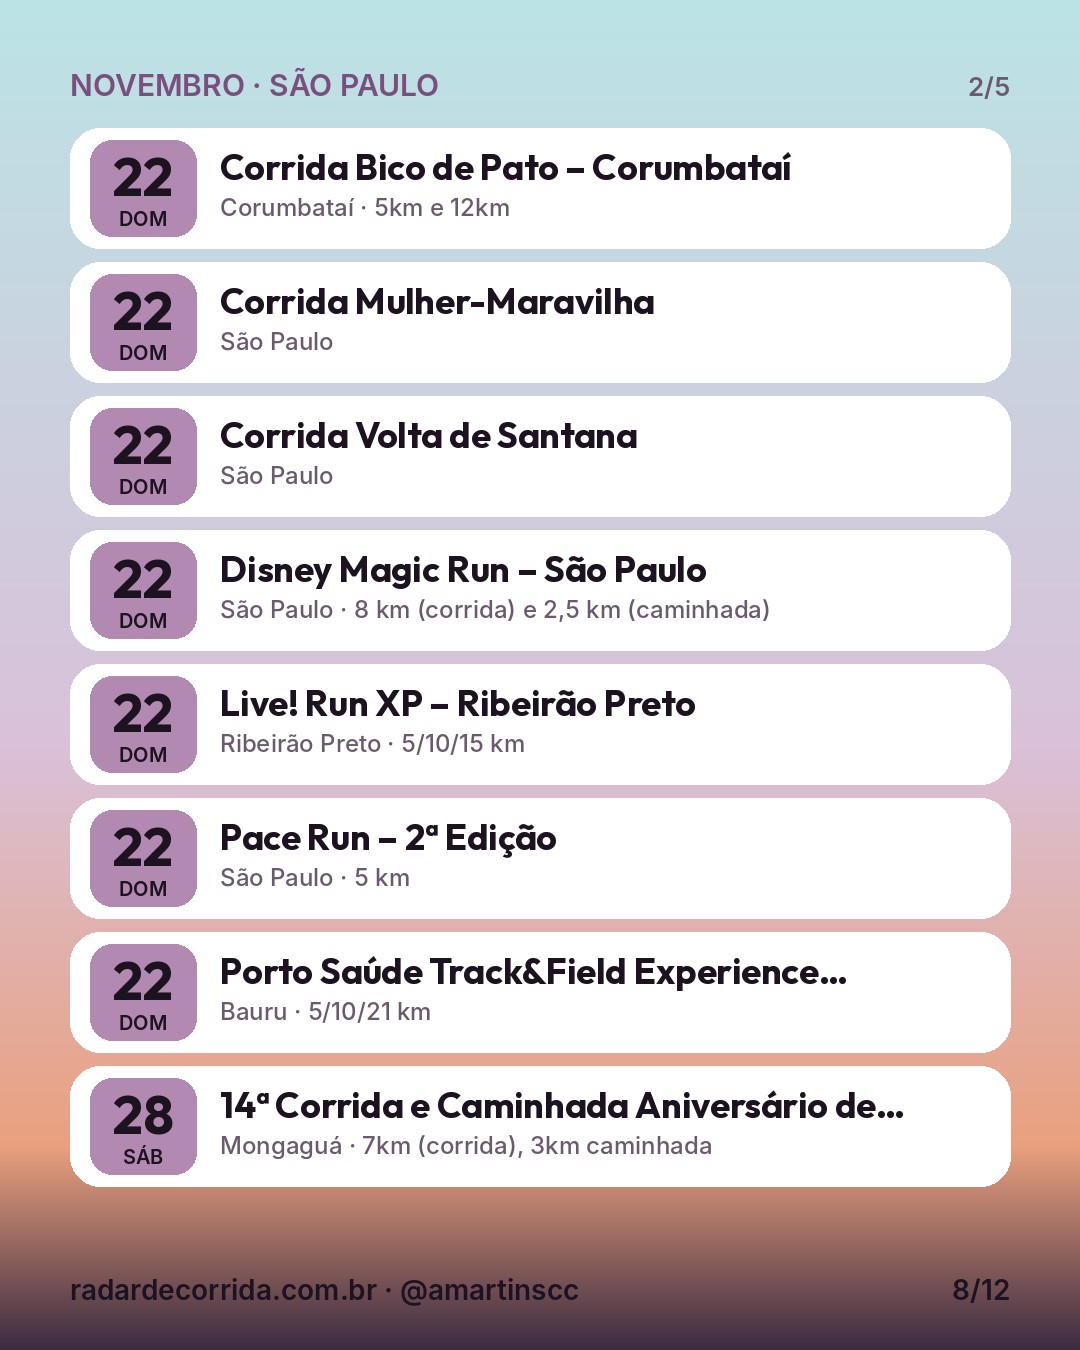 NOVEMBRO · SÃO PAULO
2/5
22
DOM
Corrida Bico de Pato – Corumbataí
Corumbataí · 5km e 12km
22
DOM
Corrida Mulher-Maravilha
São Paulo
22
DOM
Corrida Volta de Santana
São Paulo
22
DOM
Disney Magic Run – São Paulo
São Paulo · 8 km (corrida) e 2,5 km (caminhada)
22
DOM
Live! Run XP – Ribeirão Preto
Ribeirão Preto · 5/10/15 km
22
DOM
Pace Run – 2ª Edição
São Paulo · 5 km
22
DOM
Porto Saúde Track&Field Experience...
Bauru · 5/10/21 km
28
SÁB
14ª Corrida e Caminhada Aniversário de...
Mongaguá · 7km (corrida), 3km caminhada
radardecorrida.com.br · @amartinscc
8/12